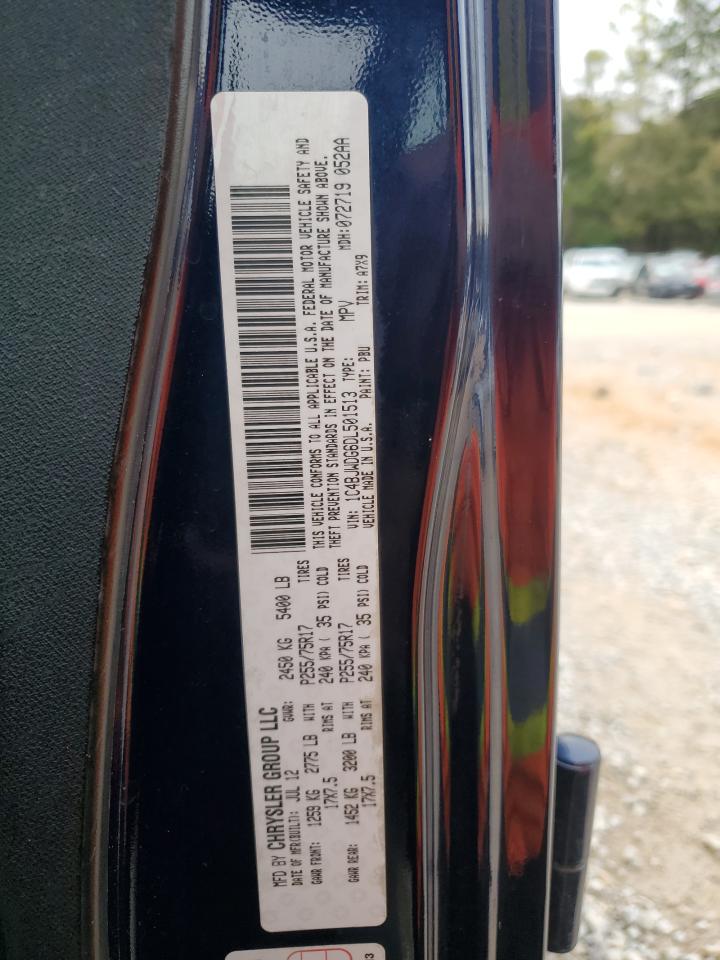 MFD BY CHRYSLER GROUP LLC
DATE OF MFR(BUILT): JUL 12 GVWR: 2450 KG 5400 LB
GAWR FRONT: 1259 KG 2775 LB WITH P255/75R17 TIRES
17X7.5 RIMS AT 240 KPA ( 35 PSI) COLD
GAWR REAR: 1452 KG 3200 LB WITH P255/75R17 TIRES
17X7.5 RIMS AT 240 KPA ( 35 PSI) COLD
THIS VEHICLE CONFORMS TO ALL APPLICABLE U.S.A. FEDERAL MOTOR VEHICLE SAFETY AND
THEFT PREVENTION STANDARDS IN EFFECT ON THE DATE OF MANUFACTURE SHOWN ABOVE.
VIN: 1C4BJWDG6DL501513 TYPE: MPV MDH:072719 052AA
VEHICLE MADE IN U.S.A. PAINT: PBU TRIM: A7X9